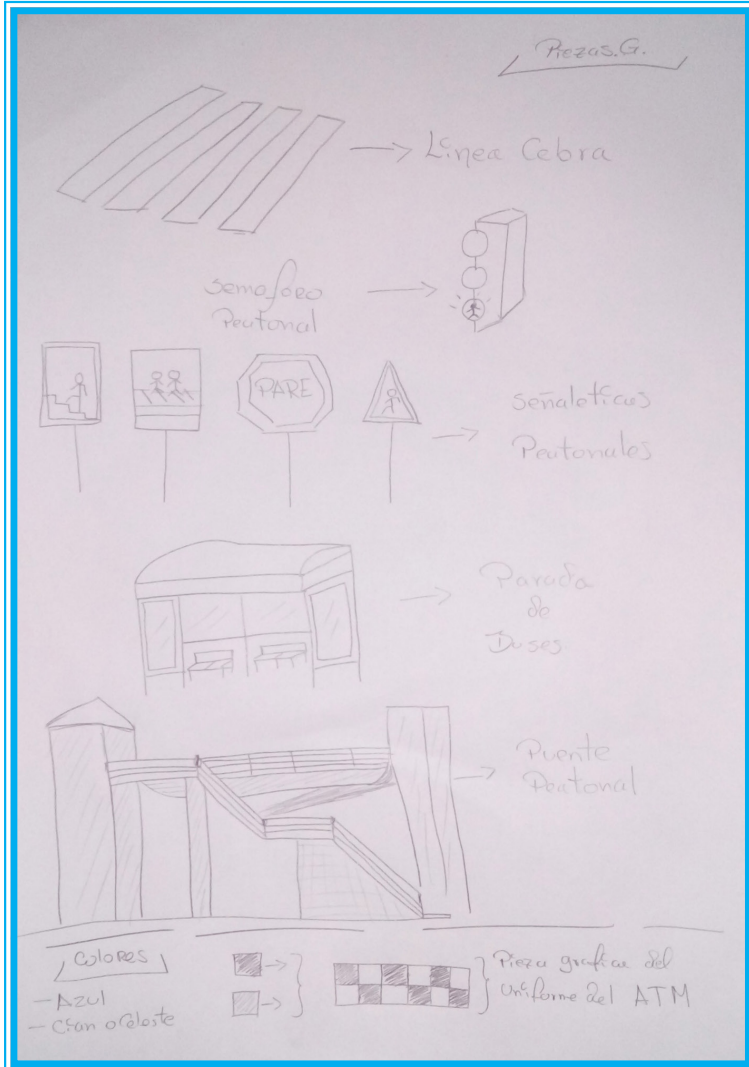 Piezas.G.
Línea Cebra
Semaforo
Peatonal
PARE
Señaleticas
Peatonales
Parada
de
Buses
Puente
Peatonal
Colores
- Azul
- Cian o Celeste
Pieza grafica del
Uniforme del ATM